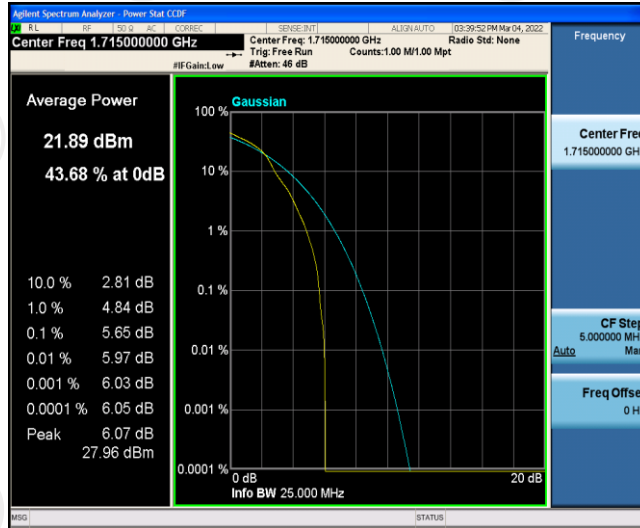 Agilent Spectrum Analyzer - Power Stat CCDF
RL RF 50 Ω AC CORREC SENSE:INT ALIGNAUTO 03:39:52 PM Mar 04, 2022
Center Freq 1.715000000 GHz
Center Freq: 1.715000000 GHz Radio Std: None
Trig: Free Run Counts:1.00 M/1.00 Mpt
#IFGain:Low #Atten: 46 dB
Frequency
Average Power
21.89 dBm
43.68 % at 0dB
10.0 % 2.81 dB
1.0 % 4.84 dB
0.1 % 5.65 dB
0.01 % 5.97 dB
0.001 % 6.03 dB
0.0001 % 6.05 dB
Peak 6.07 dB
27.96 dBm
Gaussian
100 %
10 %
1 %
0.1 %
0.01 %
0.001 %
0.0001 %
0 dB 20 dB
Info BW 25.000 MHz
Center Fre
1.715000000 GH
CF Step
5.000000 MH
Auto Ma
Freq Offse
0 H
MSG STATUS